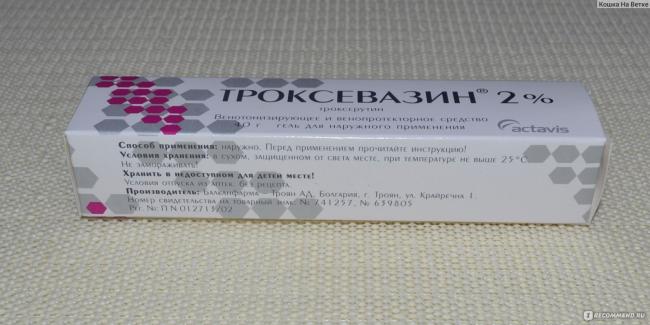 Кошка На Ветке
ТРОКСЕВАЗИН® 2%
троксерутин
Венотонизирующее и венопротекторное средство
40 г гель для наружного применения
actavis
Способ применения: наружно. Перед применением прочитайте инструкцию!
Условия хранения: в сухом, защищенном от света месте, при температуре не выше 25°C.
Не замораживать!
Хранить в недоступном для детей месте!
Условия отпуска из аптек: без рецепта.
Производитель: Балканфарма – Троян АД, Болгария, г. Троян, ул. Крайречна 1
Номер свидетельства на товарный знак: № 741257, № 639805
Рег. №: П N 012713/02
I RECOMMEND.RU